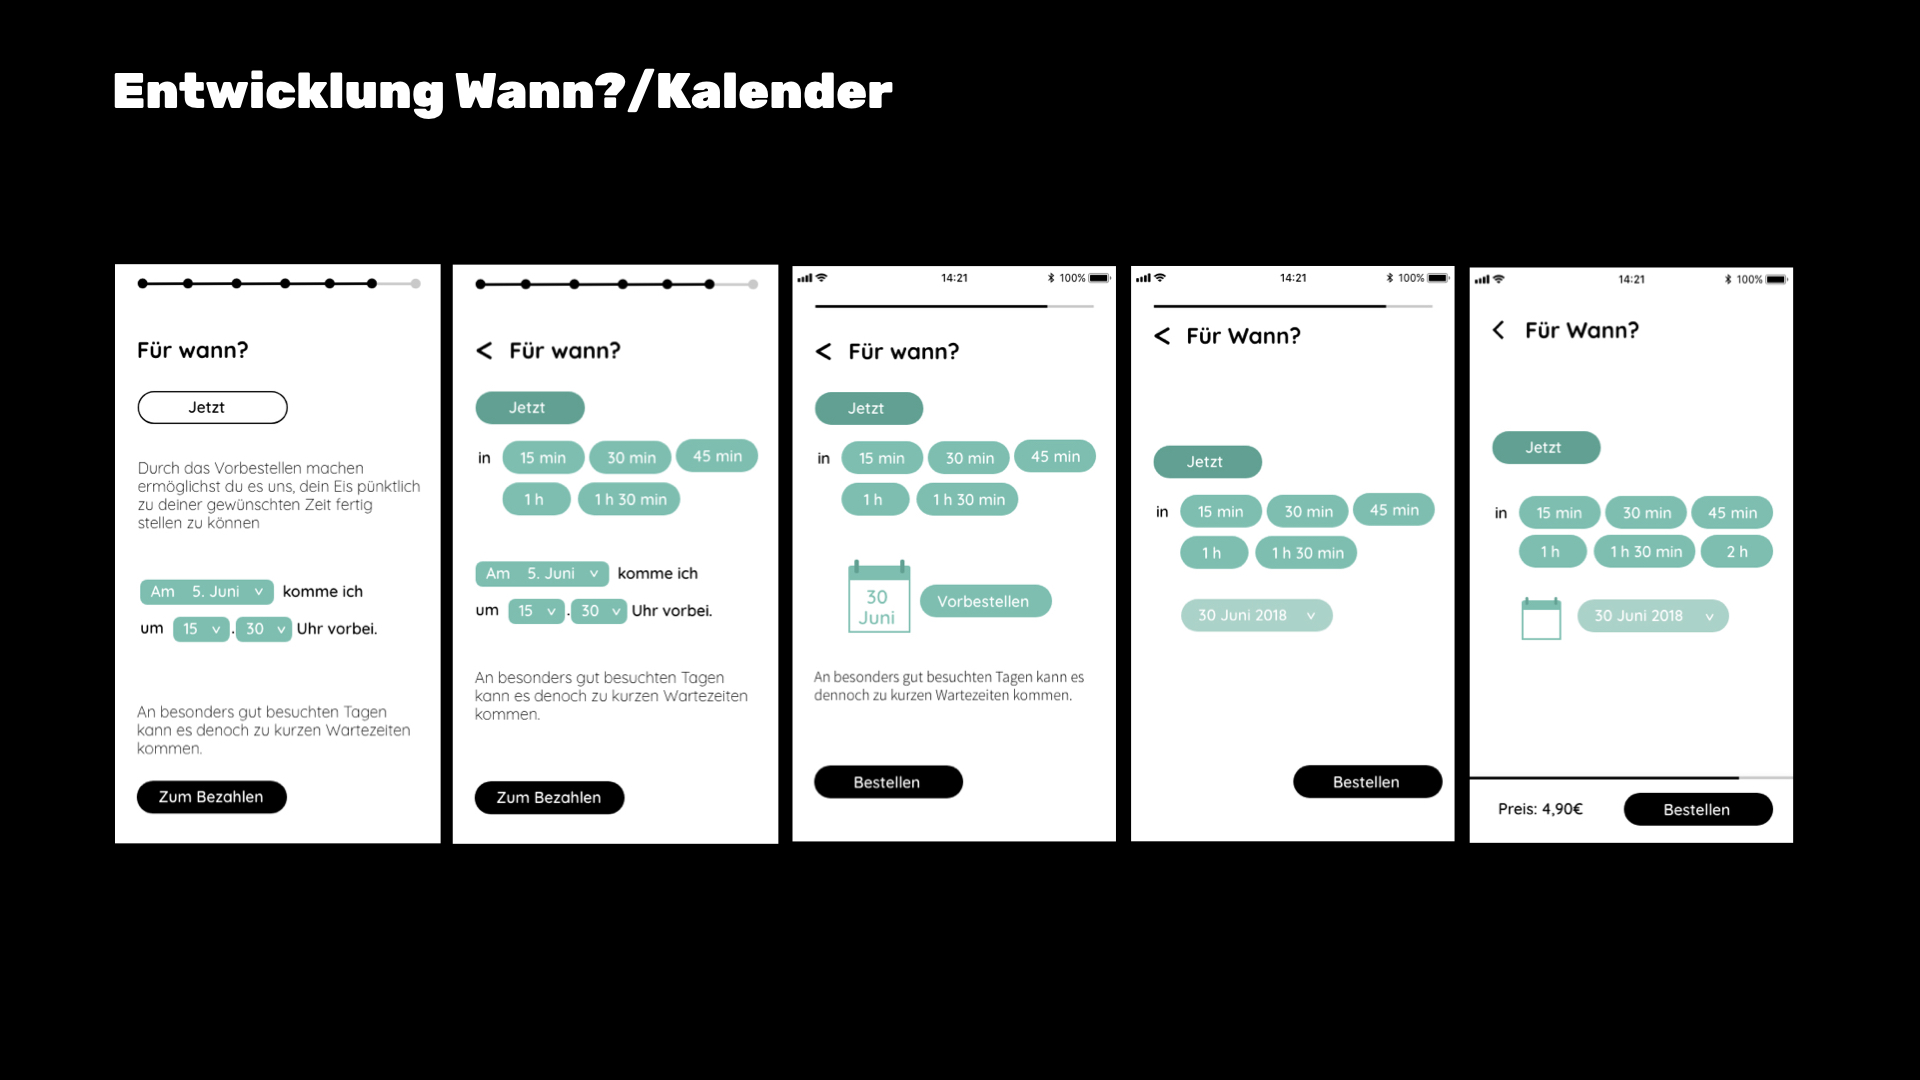 Entwicklung Wann?/Kalender
Für wann?
Jetzt
Durch das Vorbestellen machen
ermöglichst du es uns, dein Eis pünktlich
zu deiner gewünschten Zeit fertig
stellen zu können
Am 5. Juni v komme ich
um 15 v . 30 v Uhr vorbei.
An besonders gut besuchten Tagen
kann es denoch zu kurzen Wartezeiten
kommen.
Zum Bezahlen
< Für wann?
Jetzt
in 15 min 30 min 45 min
1 h 1 h 30 min
Am 5. Juni v komme ich
um 15 v . 30 v Uhr vorbei.
An besonders gut besuchten Tagen
kann es denoch zu kurzen Wartezeiten
kommen.
Zum Bezahlen
14:21 100%
< Für wann?
Jetzt
in 15 min 30 min 45 min
1 h 1 h 30 min
30
Juni
Vorbestellen
An besonders gut besuchten Tagen kann es
dennoch zu kurzen Wartezeiten kommen.
Bestellen
14:21 100%
< Für Wann?
Jetzt
in 15 min 30 min 45 min
1 h 1 h 30 min
30 Juni 2018 v
Bestellen
14:21 100%
< Für Wann?
Jetzt
in 15 min 30 min 45 min
1 h 1 h 30 min 2 h
30 Juni 2018 v
Preis: 4,90€ Bestellen